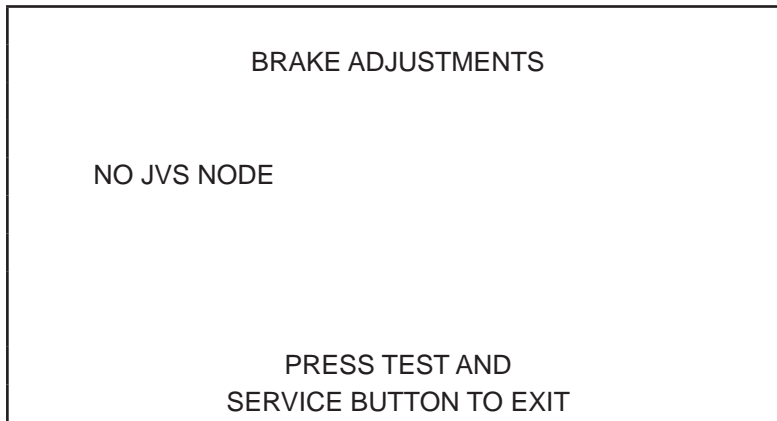 BRAKE ADJUSTMENTS
NO JVS NODE
PRESS TEST AND
SERVICE BUTTON TO EXIT